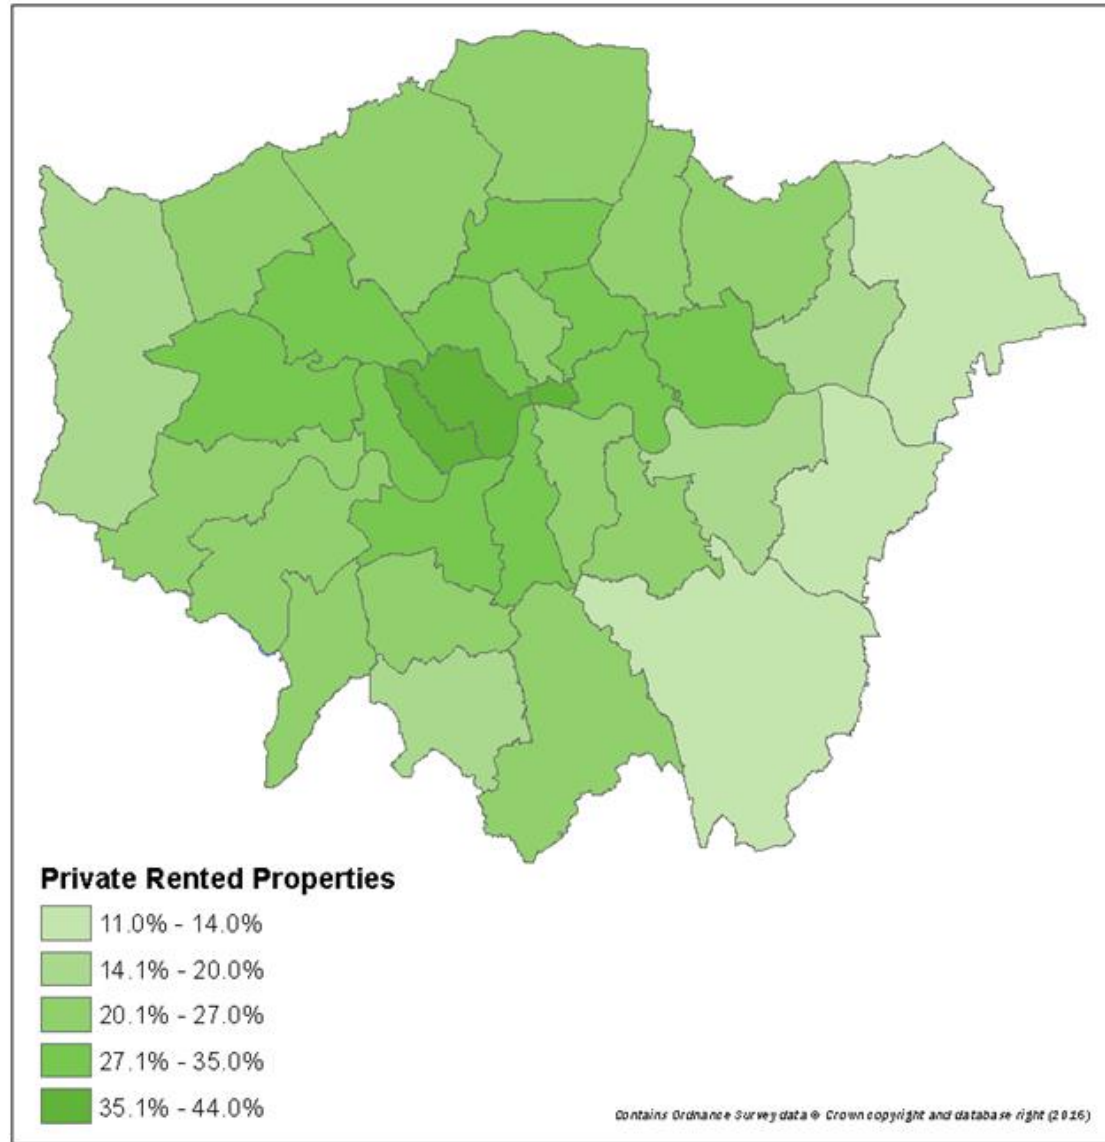 Private Rented Properties
11.0% - 14.0%
14.1% - 20.0%
20.1% - 27.0%
27.1% - 35.0%
35.1% - 44.0%
Contains Ordnance Survey data © Crown copyright and database right (2016)